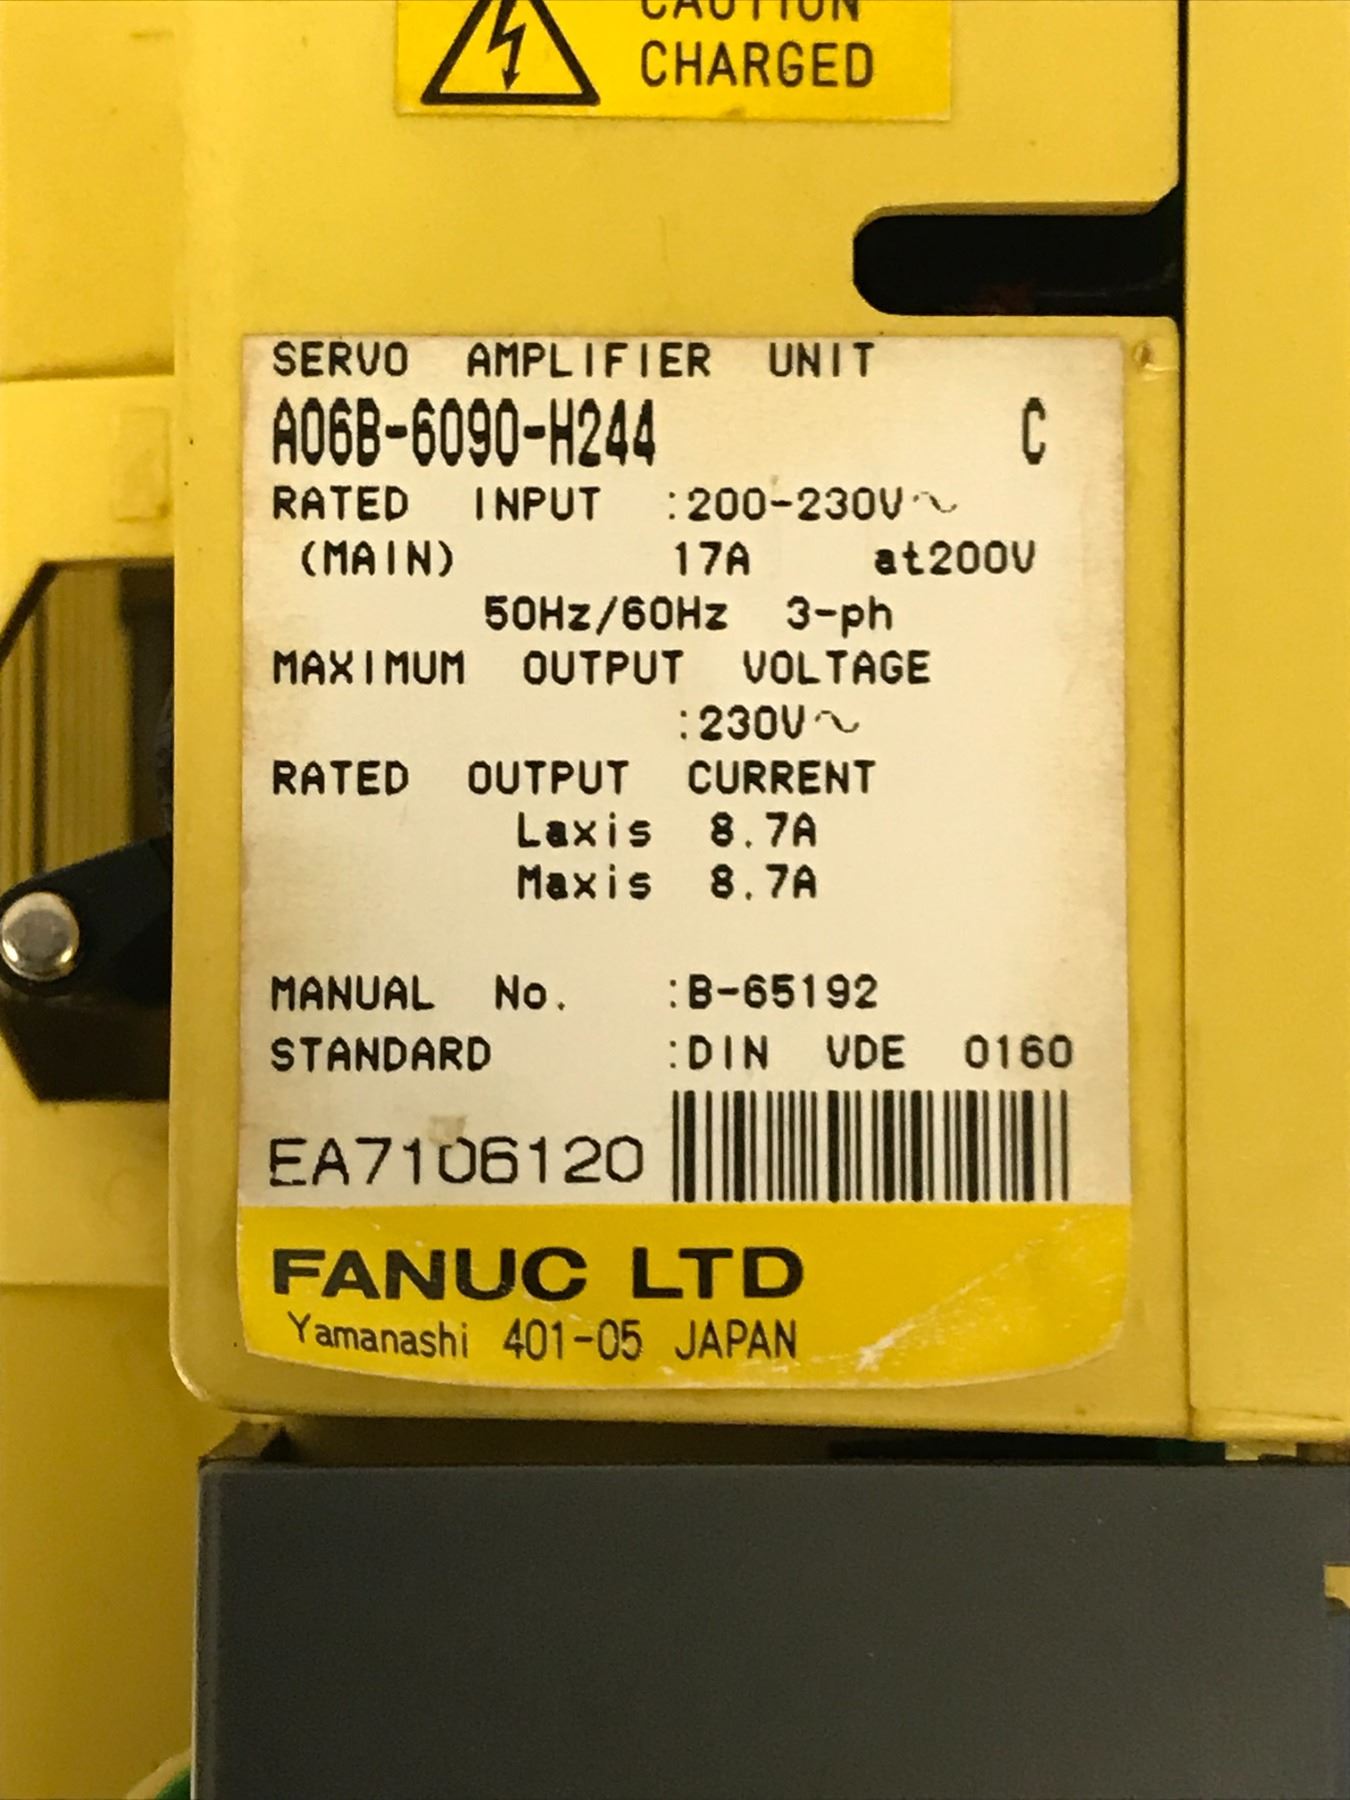 CAUTION
CHARGED
SERVO AMPLIFIER UNIT
A06B-6090-H244 C
RATED INPUT :200-230V~
(MAIN) 17A at200V
50Hz/60Hz 3-ph
MAXIMUM OUTPUT VOLTAGE
:230V~
RATED OUTPUT CURRENT
Laxis 8.7A
Maxis 8.7A
MANUAL No. :B-65192
STANDARD :DIN VDE 0160
EA7106120
FANUC LTD
Yamanashi 401-05 JAPAN